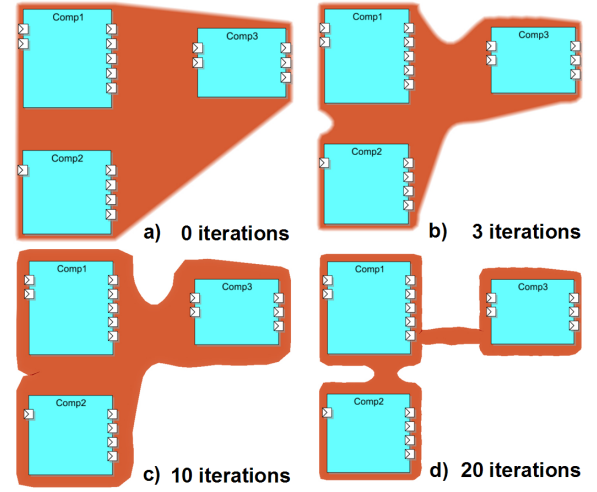 Comp1
Comp3
Comp2
a) 0 iterations
Comp1
Comp3
Comp2
b) 3 iterations
Comp1
Comp3
Comp2
c) 10 iterations
Comp1
Comp3
Comp2
d) 20 iterations